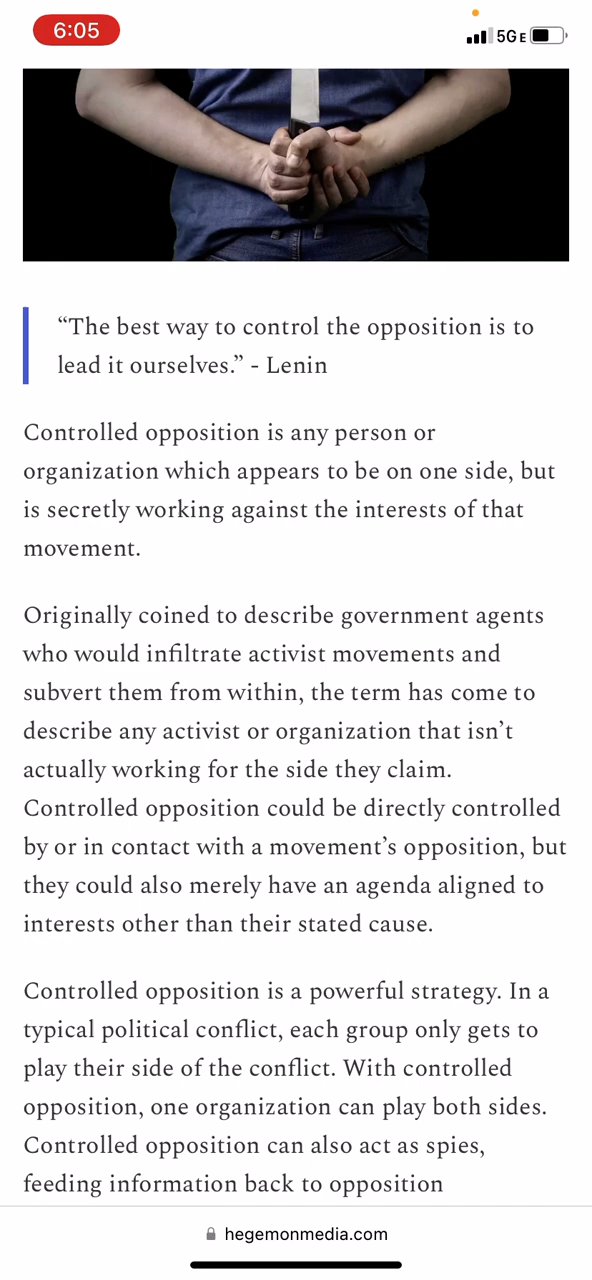 6:05
5GE
“The best way to control the opposition is to
lead it ourselves.” - Lenin
Controlled opposition is any person or
organization which appears to be on one side, but
is secretly working against the interests of that
movement.
Originally coined to describe government agents
who would infiltrate activist movements and
subvert them from within, the term has come to
describe any activist or organization that isn’t
actually working for the side they claim.
Controlled opposition could be directly controlled
by or in contact with a movement’s opposition, but
they could also merely have an agenda aligned to
interests other than their stated cause.
Controlled opposition is a powerful strategy. In a
typical political conflict, each group only gets to
play their side of the conflict. With controlled
opposition, one organization can play both sides.
Controlled opposition can also act as spies,
feeding information back to opposition
hegemonmedia.com